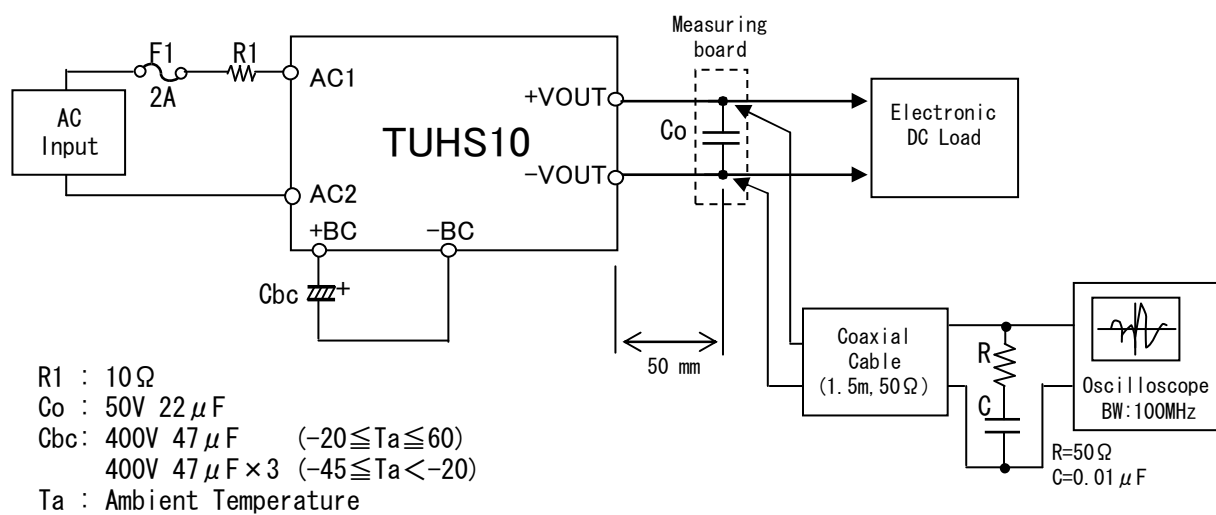 Measuring
board
F1
2A
R1
AC1
AC
Input
TUHS10
+VOUT
-VOUT
Co
Electronic
DC Load
AC2
+BC
-BC
Cbc
+
50 mm
Coaxial
Cable
(1.5m,50Ω)
R
C
Oscilloscope
BW:100MHz
R=50Ω
C=0.01μF
R1 : 10Ω
Co : 50V 22μF
Cbc: 400V 47μF (-20≦Ta≦60)
400V 47μF×3 (-45≦Ta<-20)
Ta : Ambient Temperature